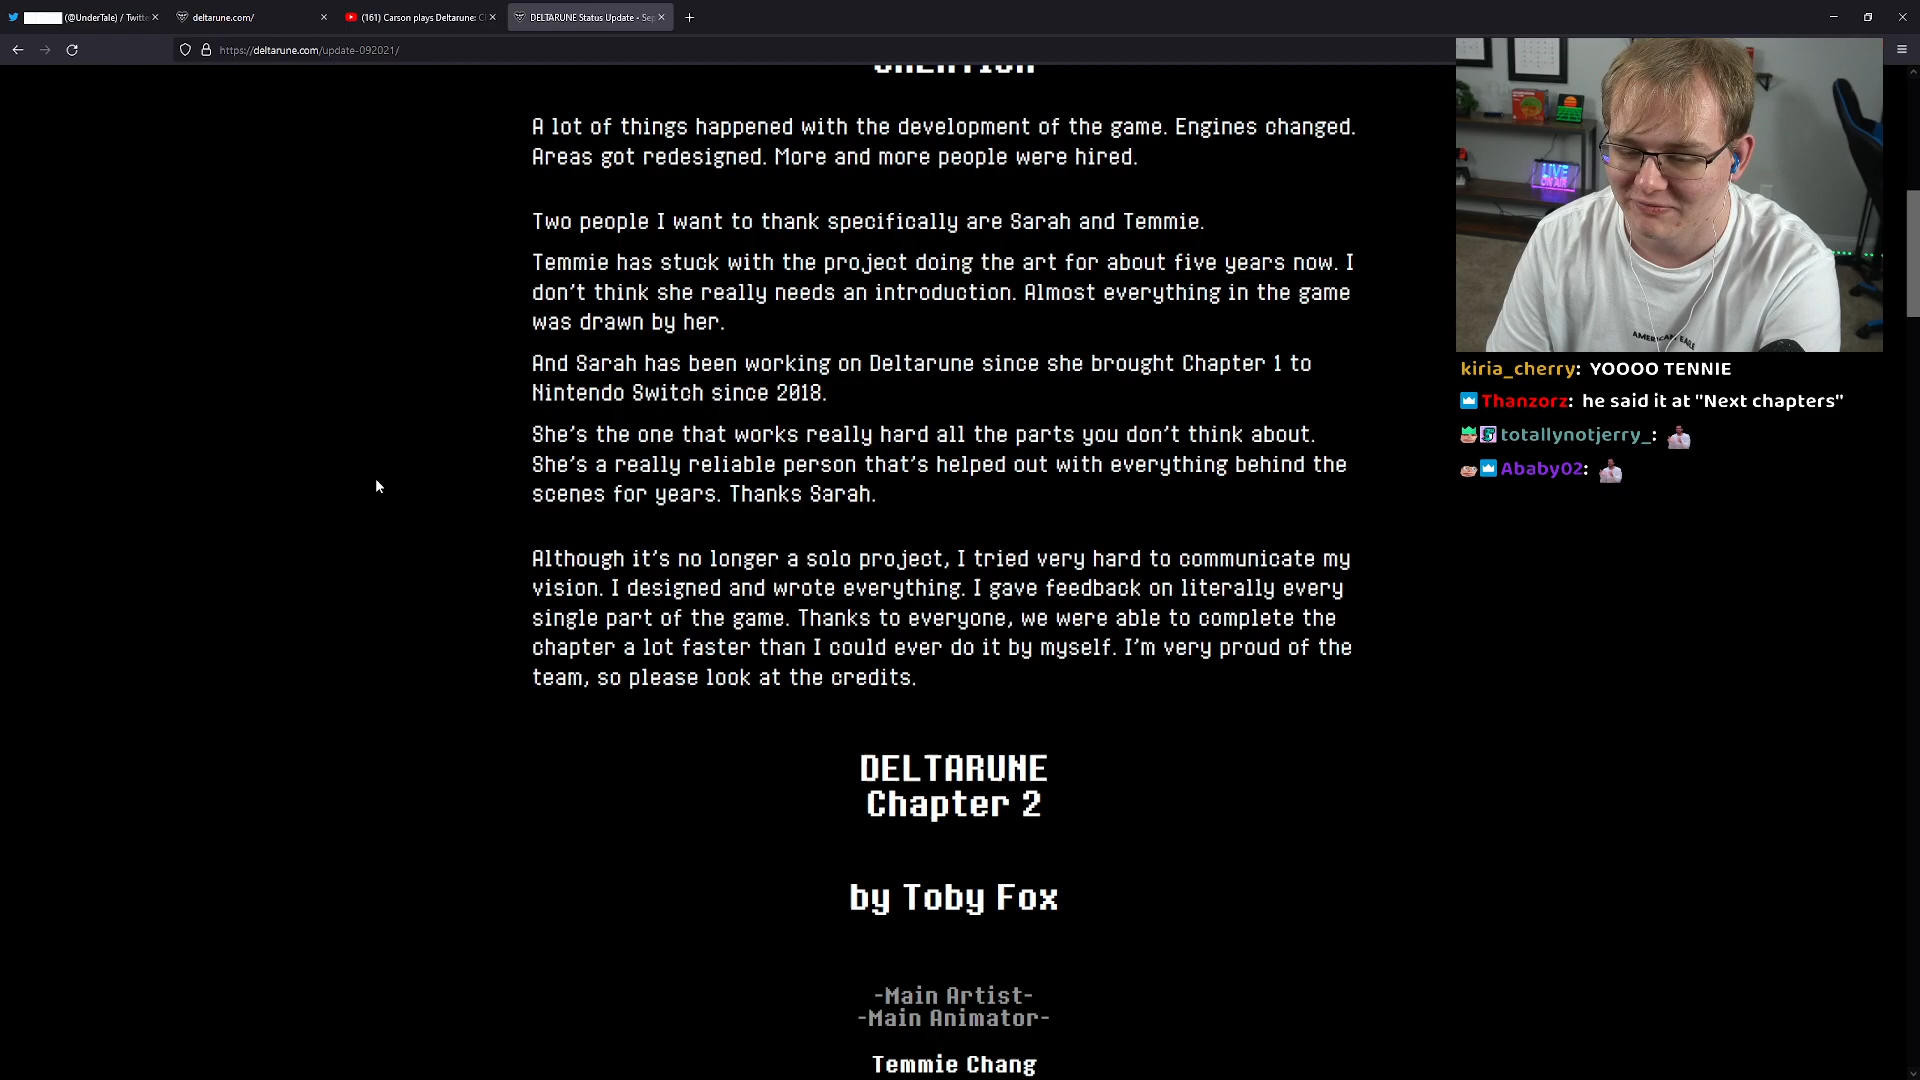 (@UnderTale) / Twitte
deltarune.com/
(161) Carson plays Deltarune: C
DELTARUNE Status Update - Sep
https://deltarune.com/update-092021/
CREATION
A lot of things happened with the development of the game. Engines changed.
Areas got redesigned. More and more people were hired.
Two people I want to thank specifically are Sarah and Temmie.
Temmie has stuck with the project doing the art for about five years now. I
don't think she really needs an introduction. Almost everything in the game
was drawn by her.
And Sarah has been working on Deltarune since she brought Chapter 1 to
Nintendo Switch since 2018.
She's the one that works really hard all the parts you don't think about.
She's a really reliable person that's helped out with everything behind the
scenes for years. Thanks Sarah.
Although it's no longer a solo project, I tried very hard to communicate my
vision. I designed and wrote everything. I gave feedback on literally every
single part of the game. Thanks to everyone, we were able to complete the
chapter a lot faster than I could ever do it by myself. I'm very proud of the
team, so please look at the credits.
DELTARUNE
Chapter 2
by Toby Fox
-Main Artist-
-Main Animator-
Temmie Chang
LIVE
ON AIR
AMERICAN EAGLE
kiria_cherry: YOOOO TENNIE
Thanzorz: he said it at "Next chapters"
totallynotjerry_:
Ababy02: